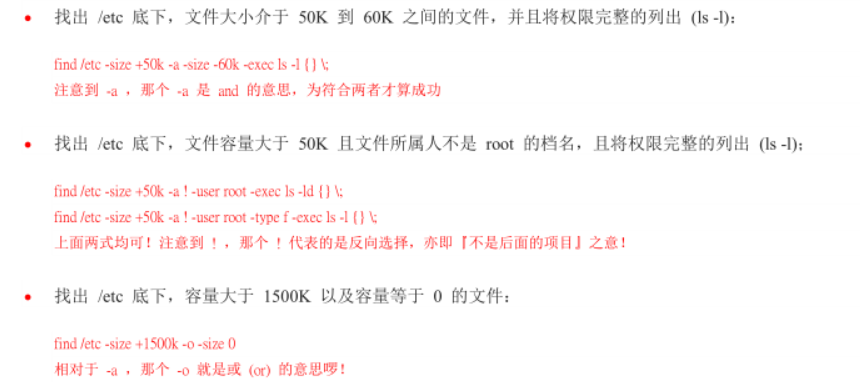 找出 /etc 底下，文件大小介于 50K 到 60K 之间的文件，并且将权限完整的列出 (ls -l)：
find /etc -size +50k -a -size -60k -exec ls -l {} \;
注意到 -a ，那个 -a 是 and 的意思，为符合两者才算成功
找出 /etc 底下，文件容量大于 50K 且文件所属人不是 root 的档名，且将权限完整的列出 (ls -l)；
find /etc -size +50k -a ! -user root -exec ls -ld {} \;
find /etc -size +50k -a ! -user root -type f -exec ls -l {} \;
上面两式均可！注意到 ！，那个 ！代表的是反向选择，亦即『不是后面的项目』之意！
找出 /etc 底下，容量大于 1500K 以及容量等于 0 的文件：
find /etc -size +1500k -o -size 0
相对于 -a ，那个 -o 就是或 (or) 的意思啰！